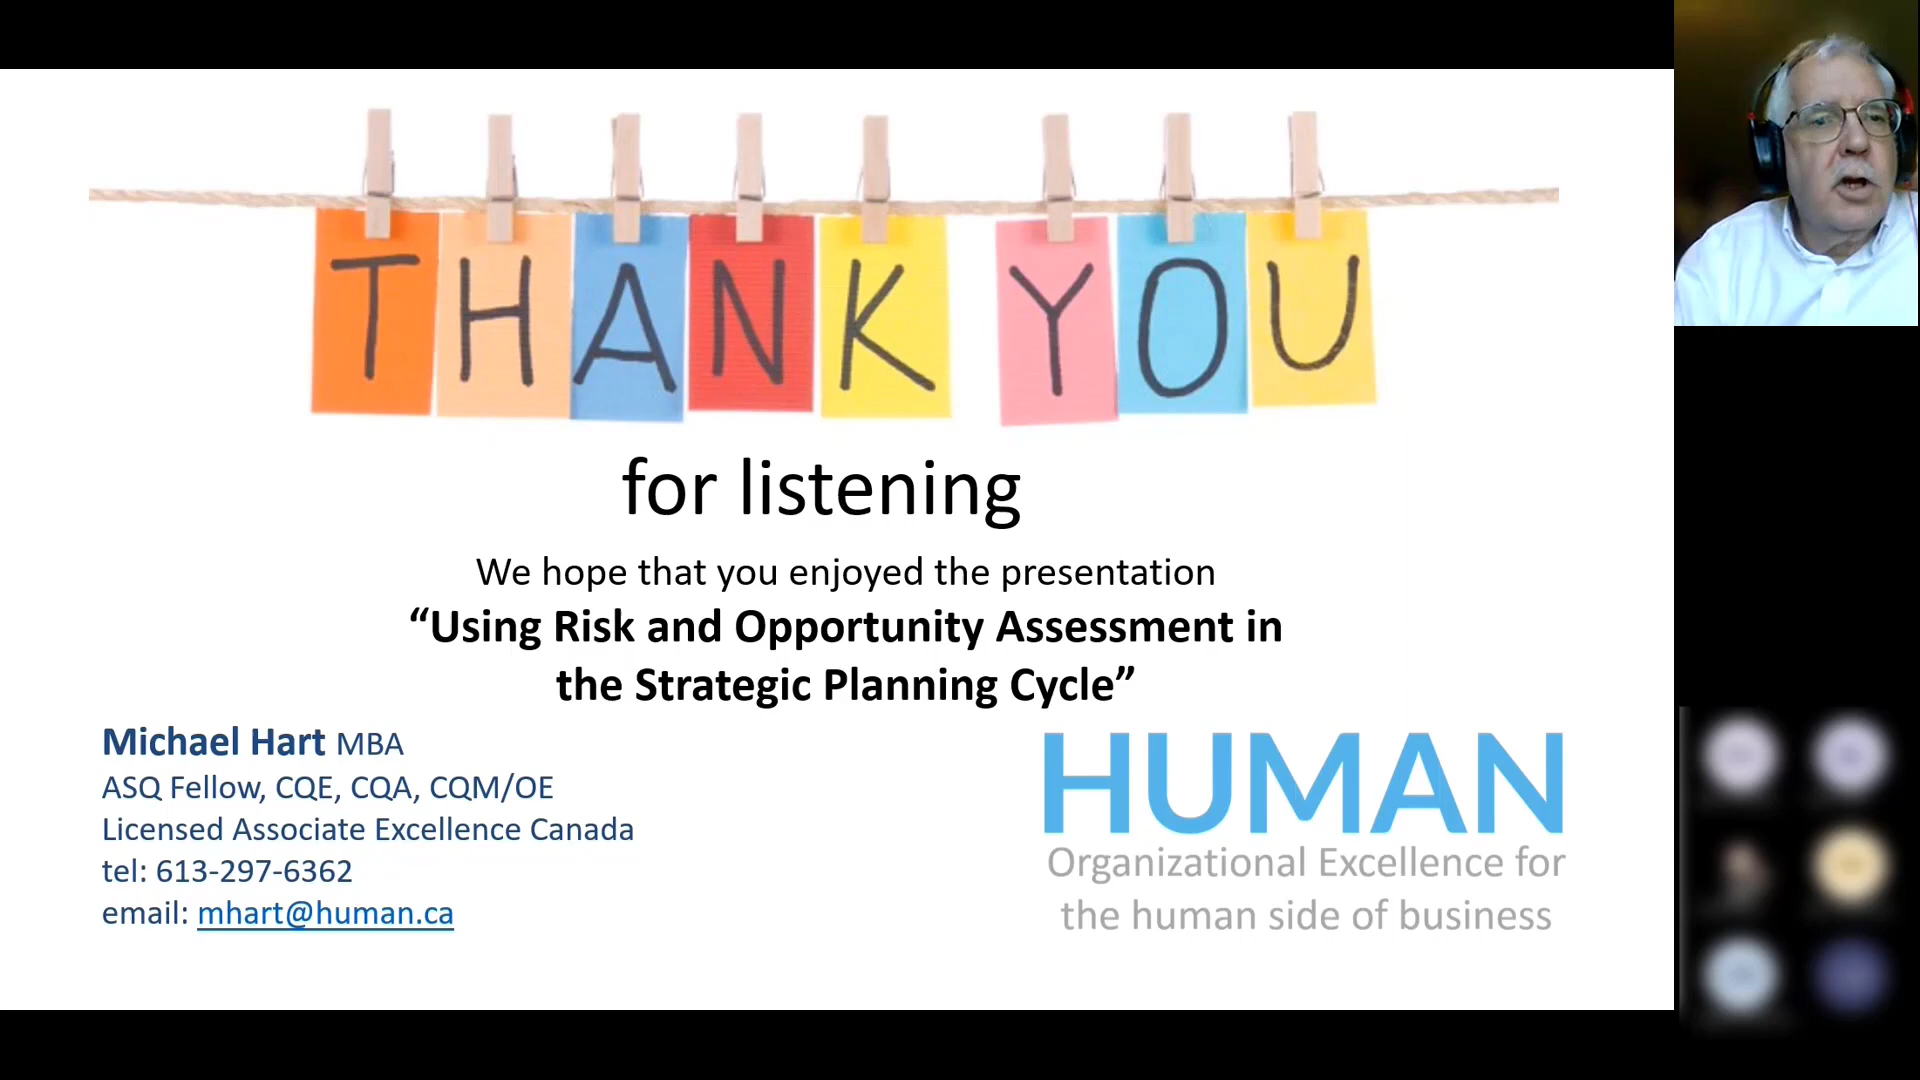 THANK YOU
for listening
We hope that you enjoyed the presentation
“Using Risk and Opportunity Assessment in
the Strategic Planning Cycle”
Michael Hart MBA
ASQ Fellow, CQE, CQA, CQM/OE
Licensed Associate Excellence Canada
tel: 613-297-6362
email: mhart@human.ca
HUMAN
Organizational Excellence for
the human side of business